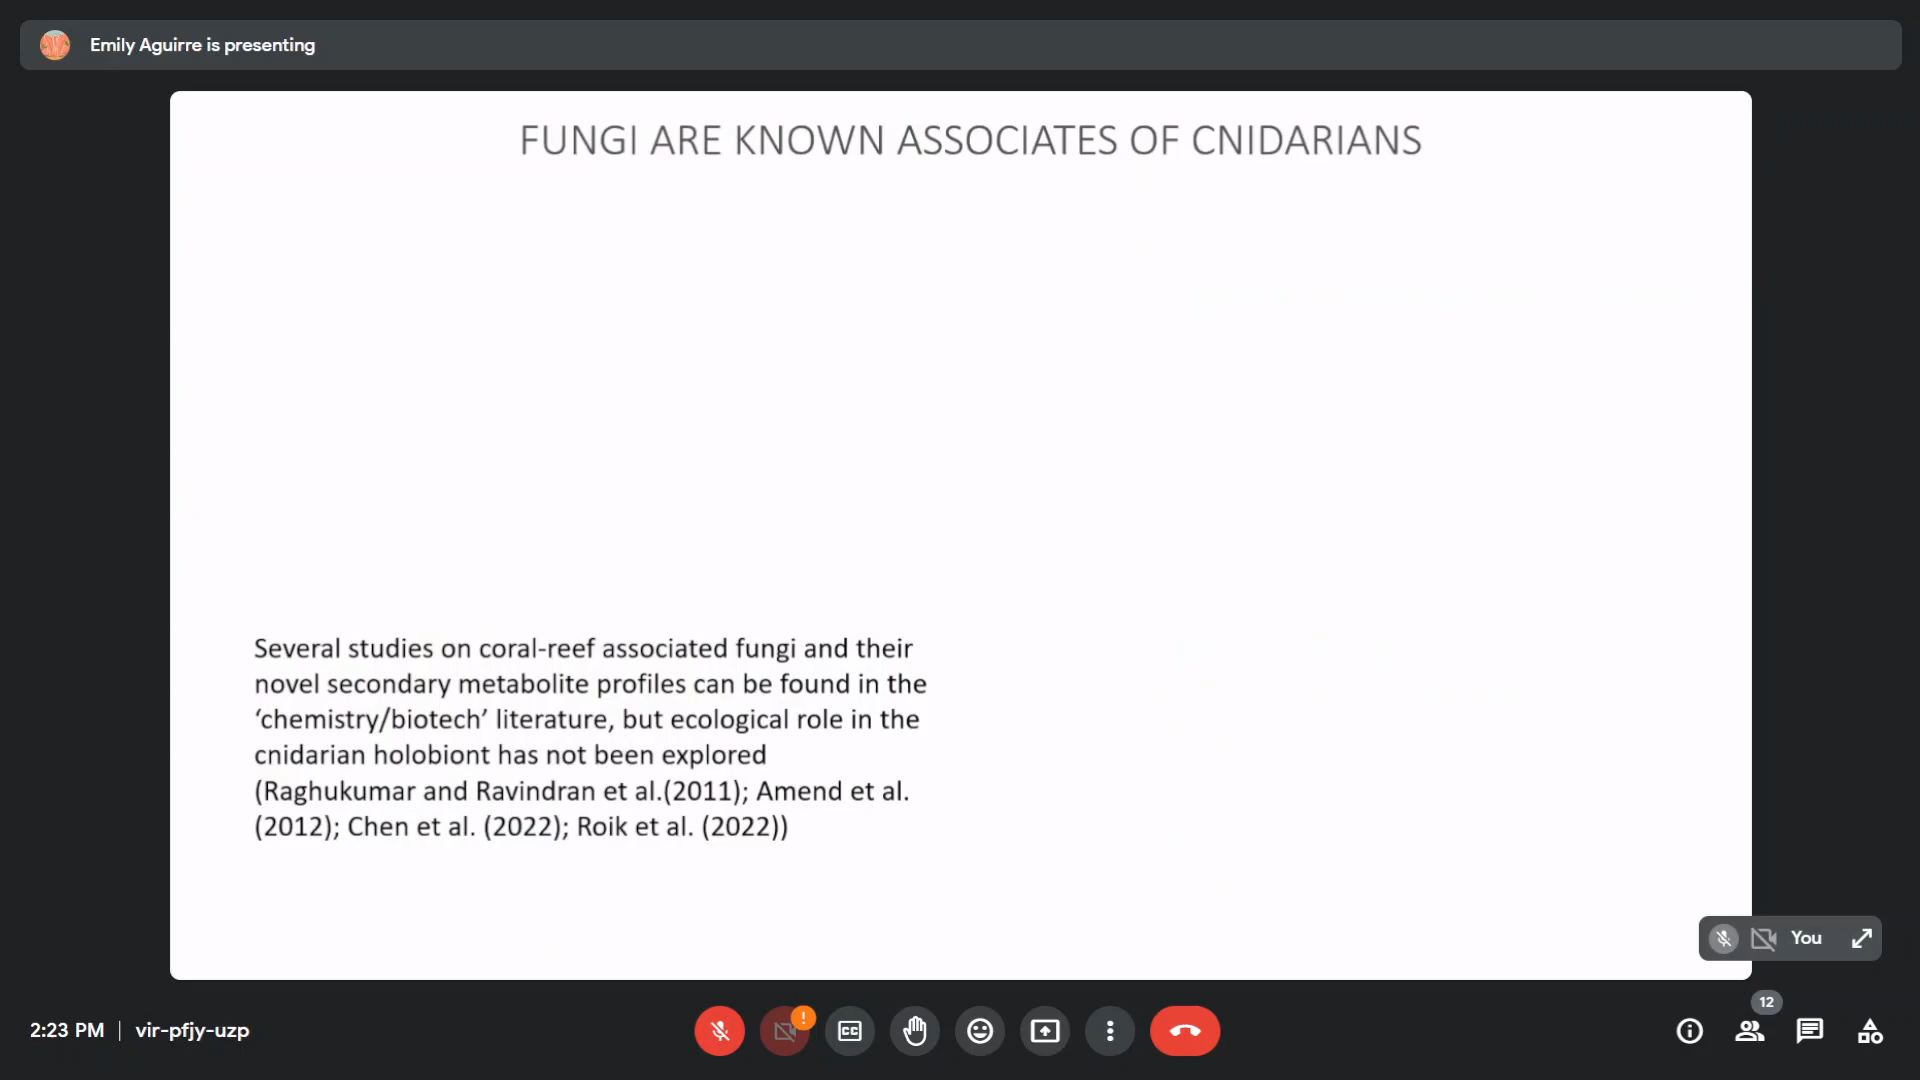 Emily Aguirre is presenting
FUNGI ARE KNOWN ASSOCIATES OF CNIDARIANS
Several studies on coral-reef associated fungi and their
novel secondary metabolite profiles can be found in the
‘chemistry/biotech’ literature, but ecological role in the
cnidarian holobiont has not been explored
(Raghukumar and Ravindran et al.(2011); Amend et al.
(2012); Chen et al. (2022); Roik et al. (2022))
You
12
2:23 PM | vir-pfjy-uzp
!
CC